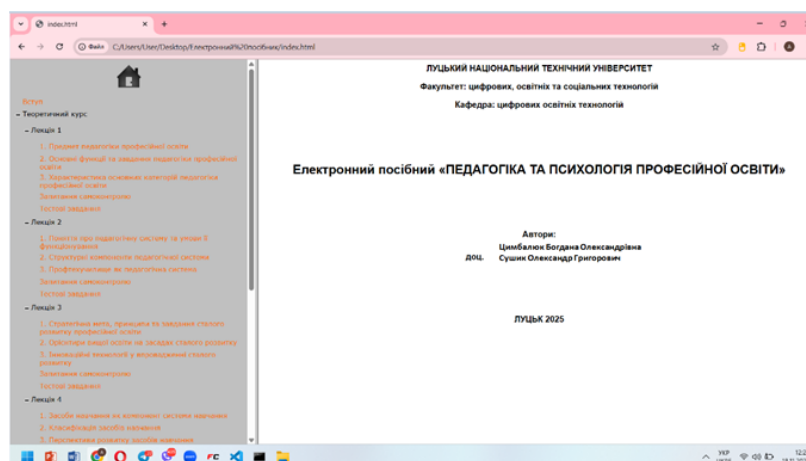 index.html
Файл
C:/Users/User/Desktop/Електронний%20посібник/index.html
Вступ
– Теоретичний курс
– Лекція 1
1. Предмет педагогіки професійної освіти
2. Основні функції та завдання педагогіки професійної
освіти
3. Характеристика основних категорій педагогіки
професійної освіти
Запитання самоконтролю
Тестові завдання
– Лекція 2
1. Поняття про педагогічну систему та умови її
функціонування
2. Структурні компоненти педагогічної системи
3. Профтехучилище як педагогічна система
Запитання самоконтролю
Тестові завдання
– Лекція 3
1. Стратегічна мета, принципи та завдання сталого
розвитку професійної освіти
2. Орієнтири вищої освіти на засадах сталого розвитку
3. Інноваційні технології у впровадженні сталого
розвитку
Запитання самоконтролю
Тестові завдання
– Лекція 4
1. Засоби навчання як компонент системи навчання
2. Класифікація засобів навчання
3. Перспективи розвитку засобів навчання
ЛУЦЬКИЙ НАЦІОНАЛЬНИЙ ТЕХНІЧНИЙ УНІВЕРСИТЕТ
Факультет: цифрових, освітніх та соціальних технологій
Кафедра: цифрових освітніх технологій
Електронний посібний «ПЕДАГОГІКА ТА ПСИХОЛОГІЯ ПРОФЕСІЙНОЇ ОСВІТИ»
Автори:
Цимбалюк Богдана Олександрівна
доц. Сушик Олександр Григорович
ЛУЦЬК 2025
УКР